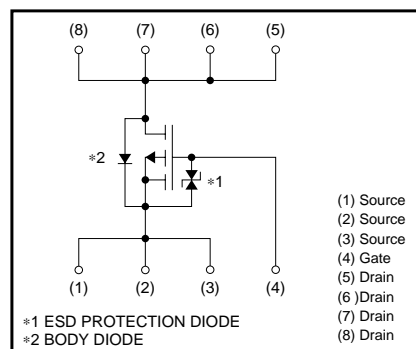 (8) (7) (6) (5)
∗2
∗1
(1) Source
(2) Source
(3) Source
(4) Gate
(5) Drain
(6 )Drain
(7) Drain
(8) Drain
(1) (2) (3) (4)
∗1 ESD PROTECTION DIODE
∗2 BODY DIODE